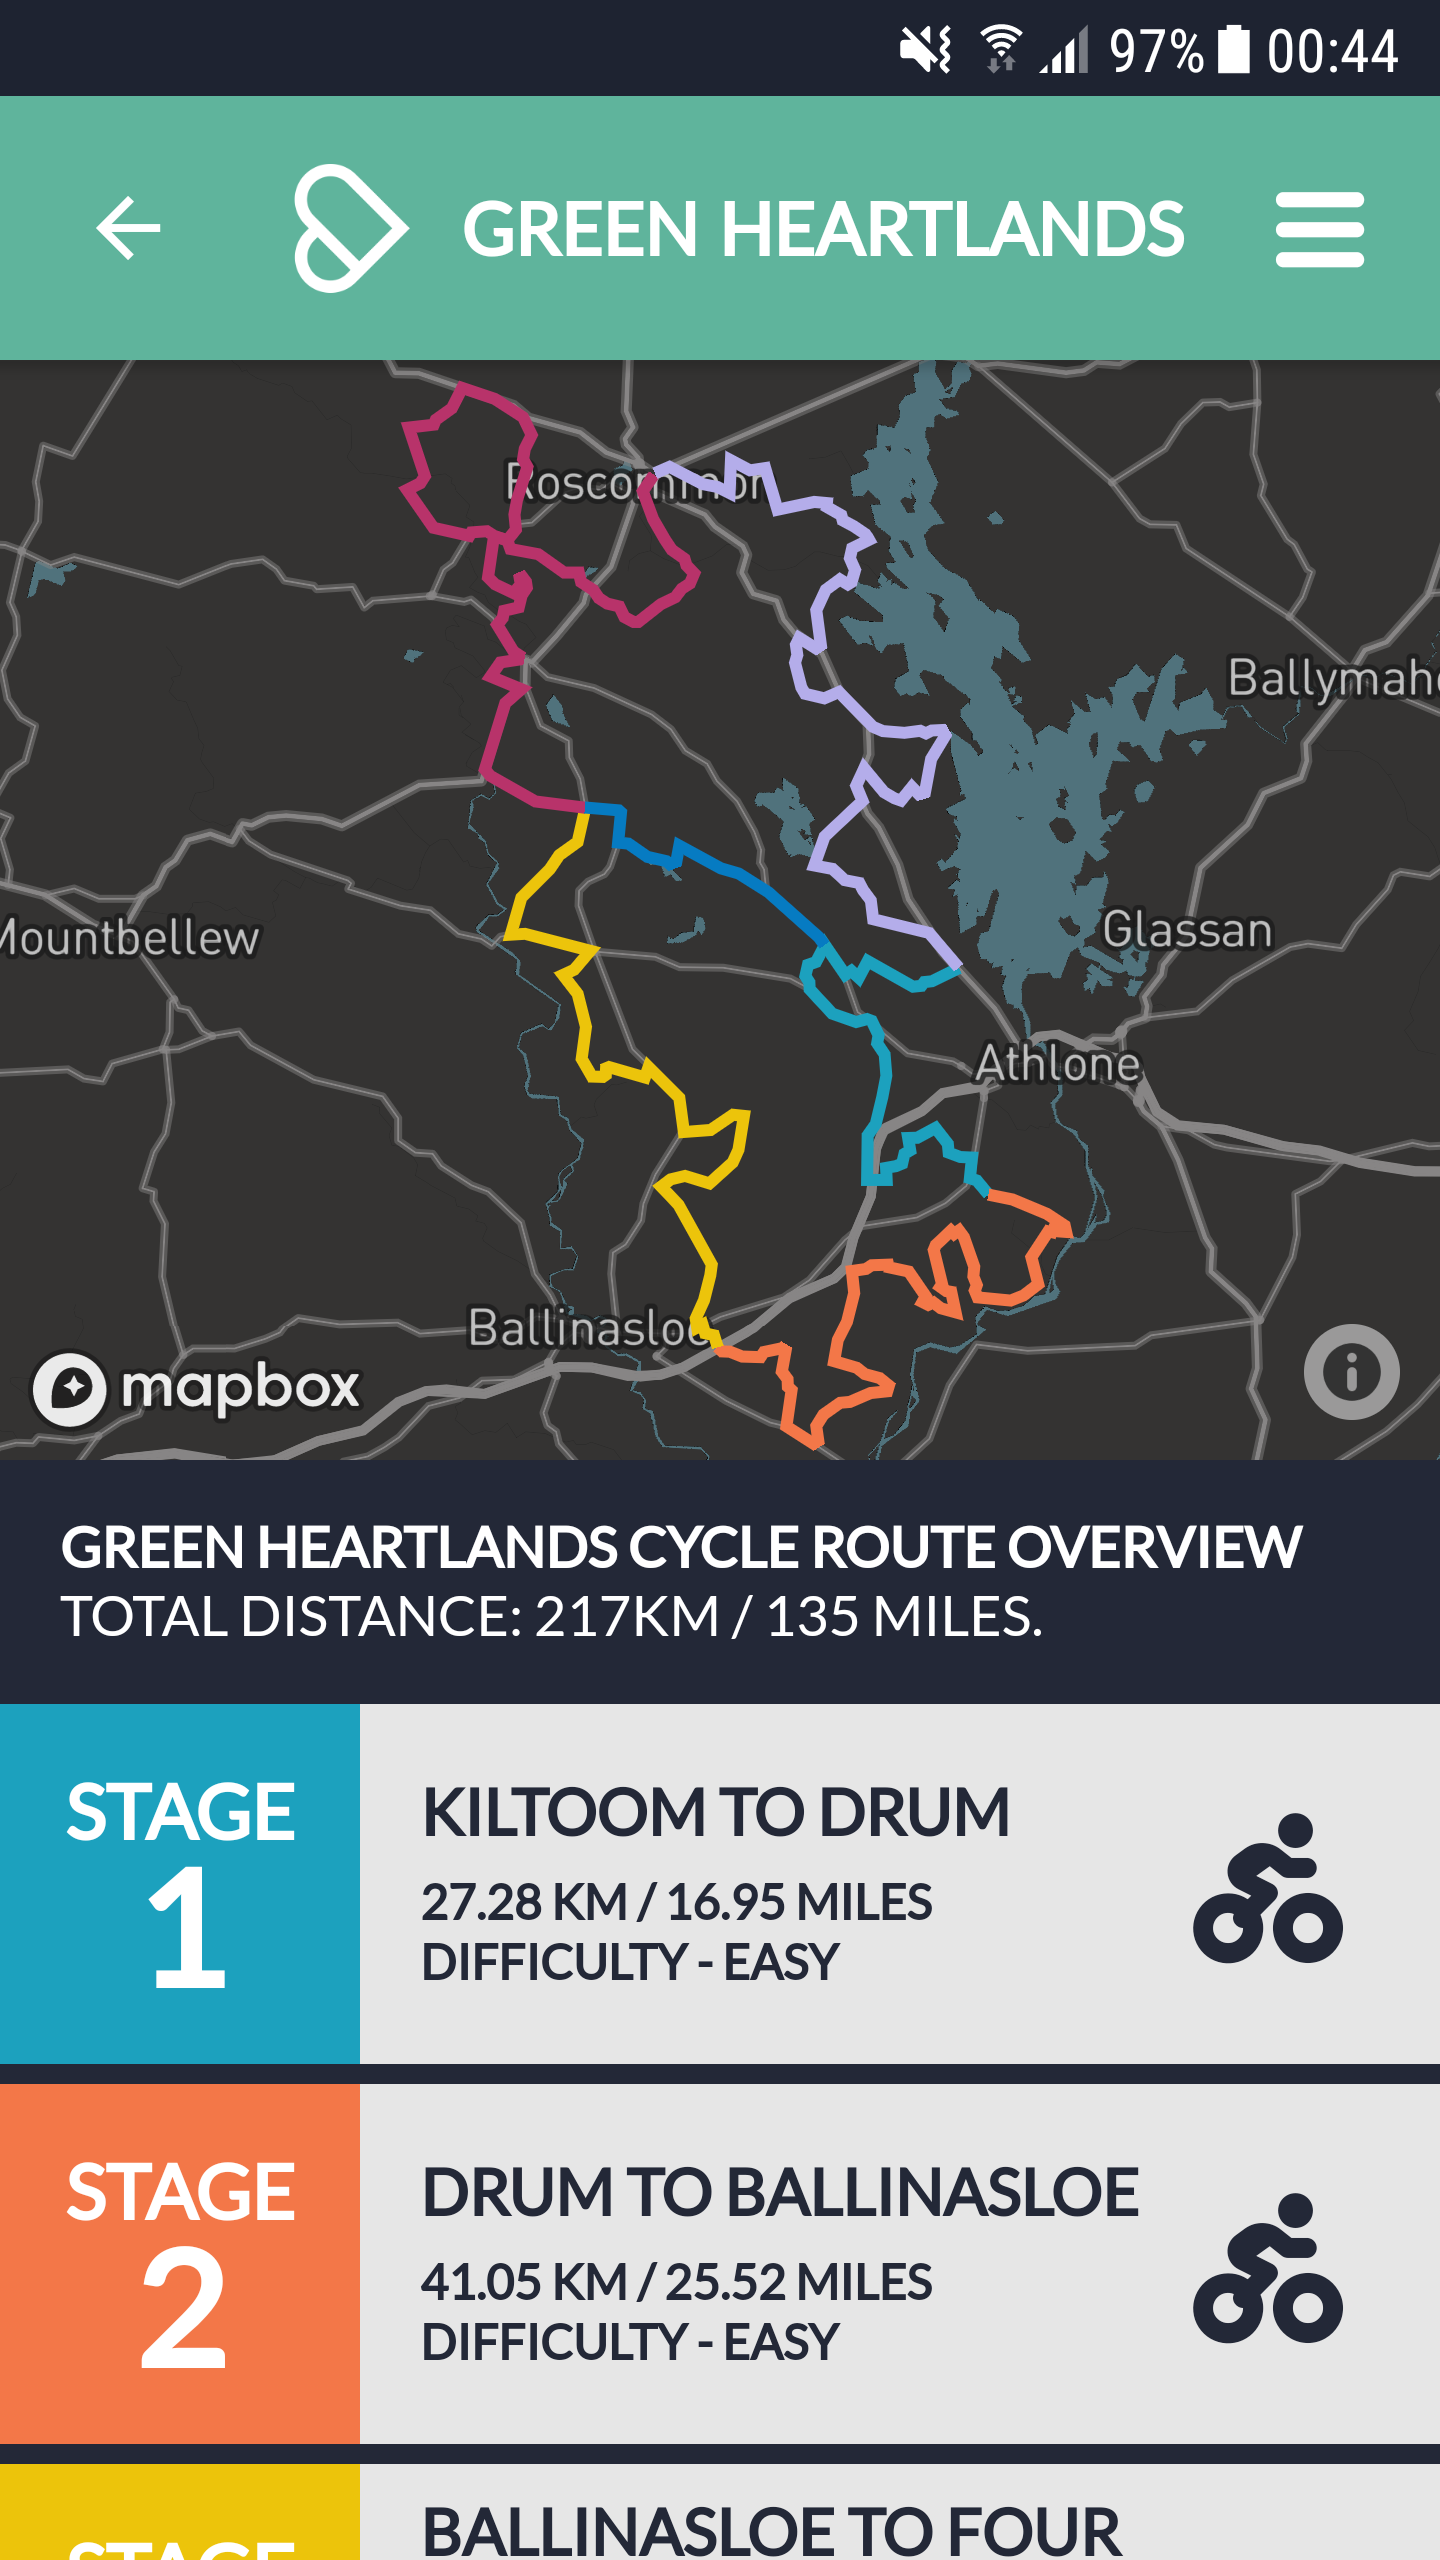 97% 00:44
GREEN HEARTLANDS
Roscommon
Ballymaho
Mountbellew
Glassan
Athlone
Ballinasloe
mapbox
GREEN HEARTLANDS CYCLE ROUTE OVERVIEW
TOTAL DISTANCE: 217KM / 135 MILES.
STAGE
1
KILTOOM TO DRUM
27.28 KM / 16.95 MILES
DIFFICULTY - EASY
STAGE
2
DRUM TO BALLINASLOE
41.05 KM / 25.52 MILES
DIFFICULTY - EASY
STAGE
BALLINASLOE TO FOUR